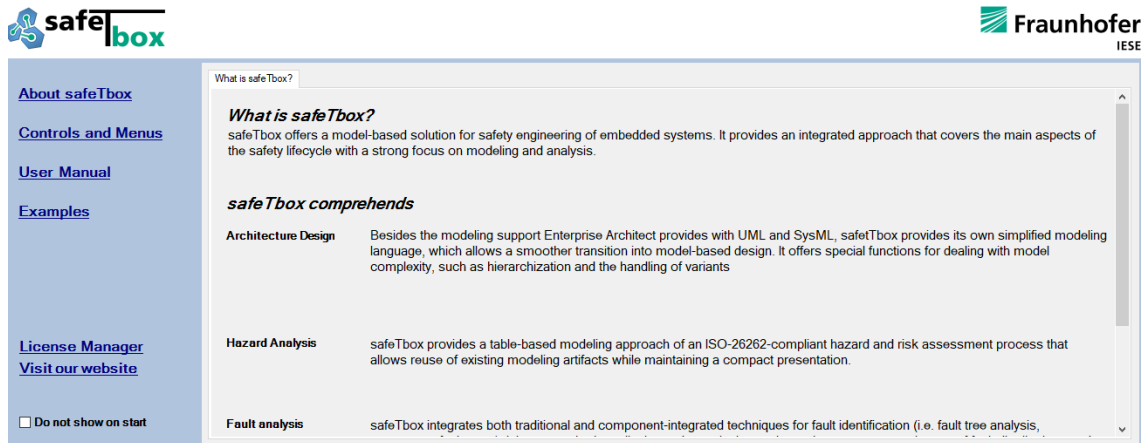 safeTbox
Fraunhofer
IESE
About safeTbox
Controls and Menus
User Manual
Examples
License Manager
Visit our website
Do not show on start
What is safeTbox?
What is safeTbox?
safeTbox offers a model-based solution for safety engineering of embedded systems. It provides an integrated approach that covers the main aspects of
the safety lifecycle with a strong focus on modeling and analysis.
safeTbox comprehends
Architecture Design
Besides the modeling support Enterprise Architect provides with UML and SysML, safetTbox provides its own simplified modeling
language, which allows a smoother transition into model-based design. It offers special functions for dealing with model
complexity, such as hierarchization and the handling of variants
Hazard Analysis
safeTbox provides a table-based modeling approach of an ISO-26262-compliant hazard and risk assessment process that
allows reuse of existing modeling artifacts while maintaining a compact presentation.
Fault analysis
safeTbox integrates both traditional and component-integrated techniques for fault identification (i.e. fault tree analysis,